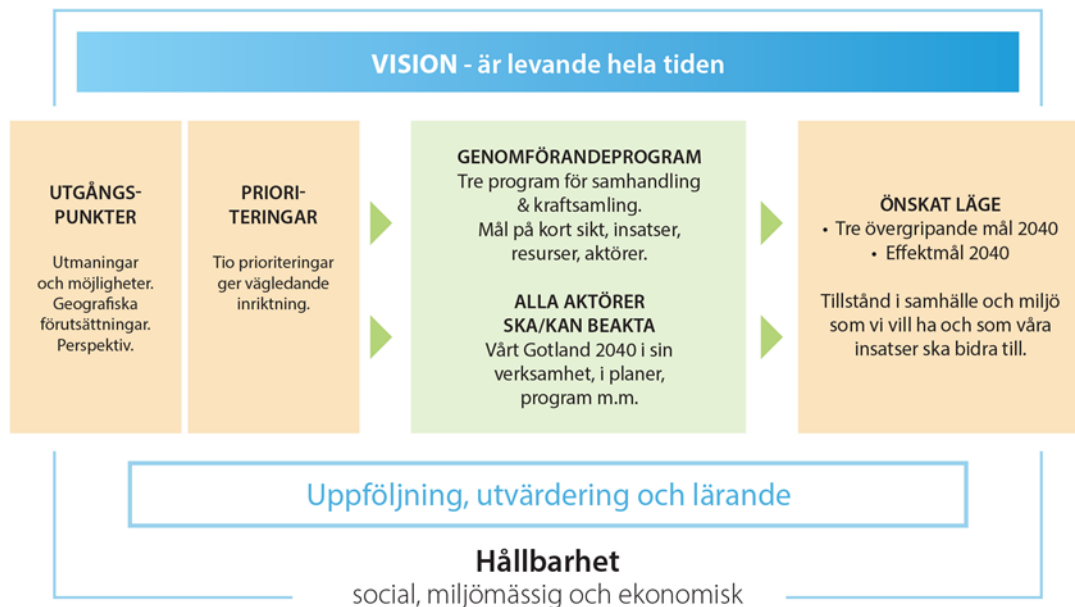 VISION - är levande hela tiden
UTGÅNGS-
PUNKTER
Utmaningar
och möjligheter.
Geografiska
förutsättningar.
Perspektiv.
PRIORI-
TERINGAR
Tio prioriteringar
ger vägledande
inriktning.
GENOMFÖRANDEPROGRAM
Tre program för samhandling
& kraftsamling.
Mål på kort sikt, insatser,
resurser, aktörer.
ALLA AKTÖRER
SKA/KAN BEAKTA
Vårt Gotland 2040 i sin
verksamhet, i planer,
program m.m.
ÖNSKAT LÄGE
• Tre övergripande mål 2040
• Effektmål 2040
Tillstånd i samhälle och miljö
som vi vill ha och som våra
insatser ska bidra till.
Uppföljning, utvärdering och lärande
Hållbarhet
social, miljömässig och ekonomisk